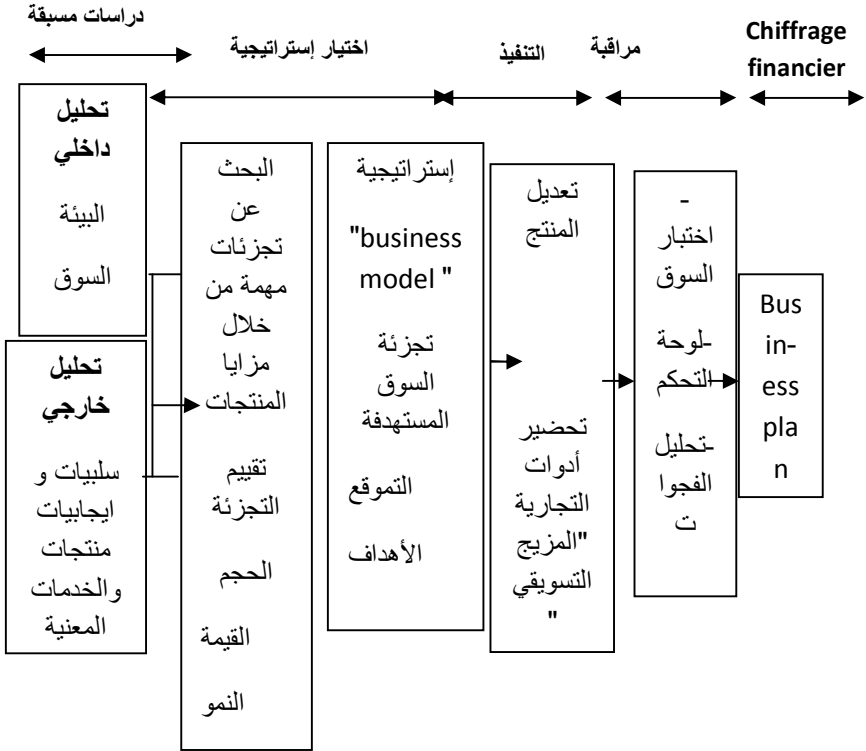 دراسات مسبقة
اختيار إستراتيجية
التنفيذ
مراقبة
Chiffrage
financier
تحليل
داخلي
البيئة
السوق
تحليل
خارجي
سلبيات و
ايجابيات
منتجات
والخدمات
المعنية
البحث
عن
تجزئات
مهمة من
خلال
مزايا
المنتجات
تقييم
التجزئة
الحجم
القيمة
النمو
إستراتيجية
"business
model "
تجزئة
السوق
المستهدفة
التموقع
الأهداف
تعديل
المنتج
تحضير
أدوات
التجارية
"المزيج
التسويقي
"
-
اختبار
السوق
-لوحة
التحكم
-تحليل
الفجوا
ت
Bus
in-
ess
pla
n